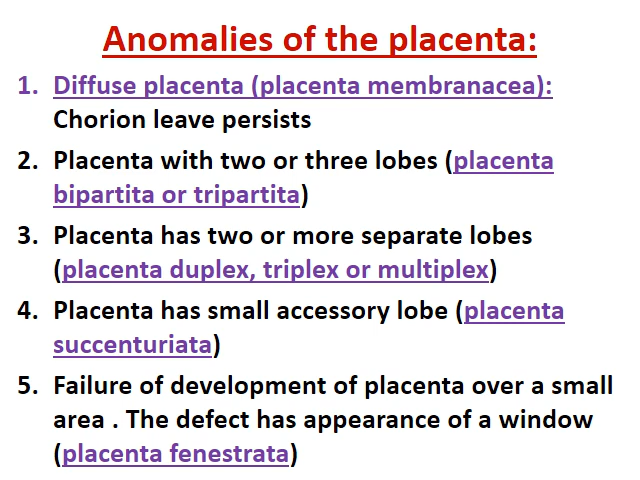 Anomalies of the placenta:
1. Diffuse placenta (placenta membranacea):
Chorion leave persists
2. Placenta with two or three lobes (placenta
bipartita or tripartita)
3. Placenta has two or more separate lobes
(placenta duplex, triplex or multiplex)
4. Placenta has small accessory lobe (placenta
succenturiata)
5. Failure of development of placenta over a small
area . The defect has appearance of a window
(placenta fenestrata)